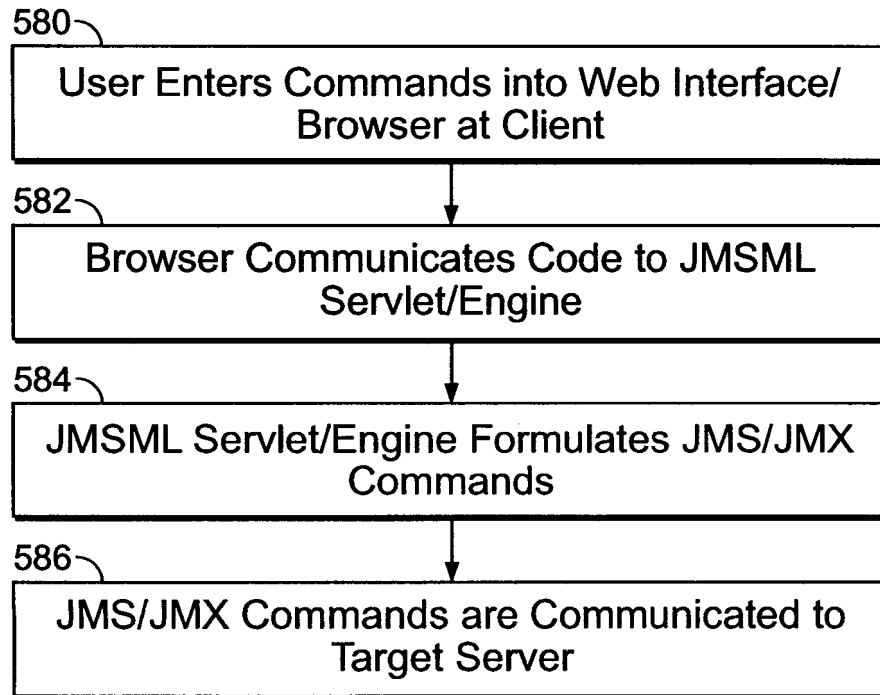 580
User Enters Commands into Web Interface/
Browser at Client
582
Browser Communicates Code to JMSML
Servlet/Engine
584
JMSML Servlet/Engine Formulates JMS/JMX
Commands
586
JMS/JMX Commands are Communicated to
Target Server